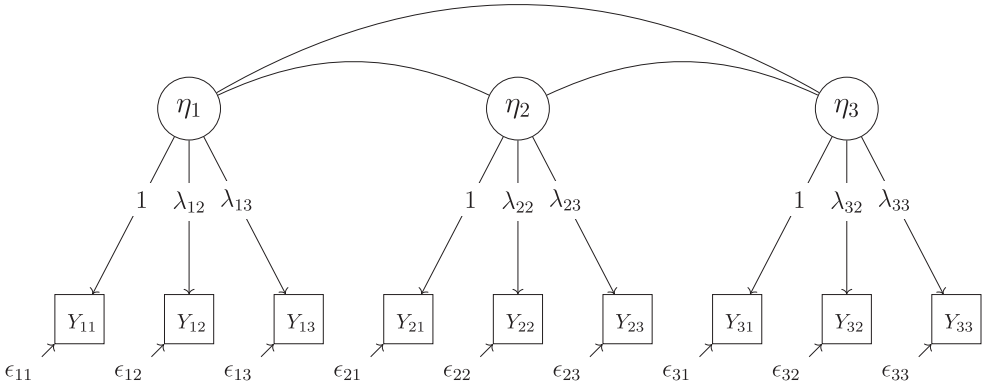 η₁ η₂ η₃
1 λ₁₂ λ₁₃ 1 λ₂₂ λ₂₃ 1 λ₃₂ λ₃₃
Y₁₁ Y₁₂ Y₁₃ Y₂₁ Y₂₂ Y₂₃ Y₃₁ Y₃₂ Y₃₃
ϵ₁₁ ϵ₁₂ ϵ₁₃ ϵ₂₁ ϵ₂₂ ϵ₂₃ ϵ₃₁ ϵ₃₂ ϵ₃₃